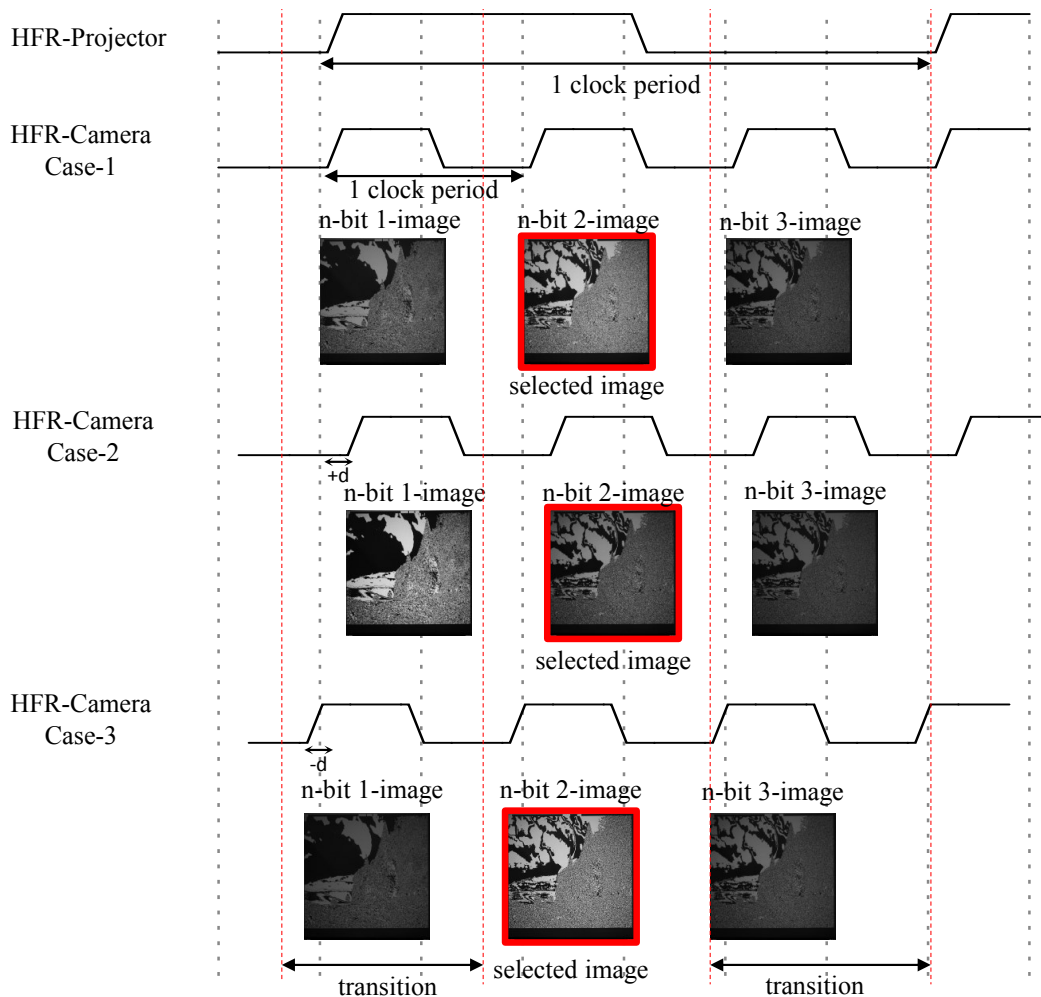 HFR-Projector
1 clock period
HFR-Camera
Case-1
1 clock period
n-bit 1-image
n-bit 2-image
n-bit 3-image
selected image
HFR-Camera
Case-2
+d
n-bit 1-image
n-bit 2-image
n-bit 3-image
selected image
HFR-Camera
Case-3
-d
n-bit 1-image
n-bit 2-image
n-bit 3-image
selected image
transition
transition